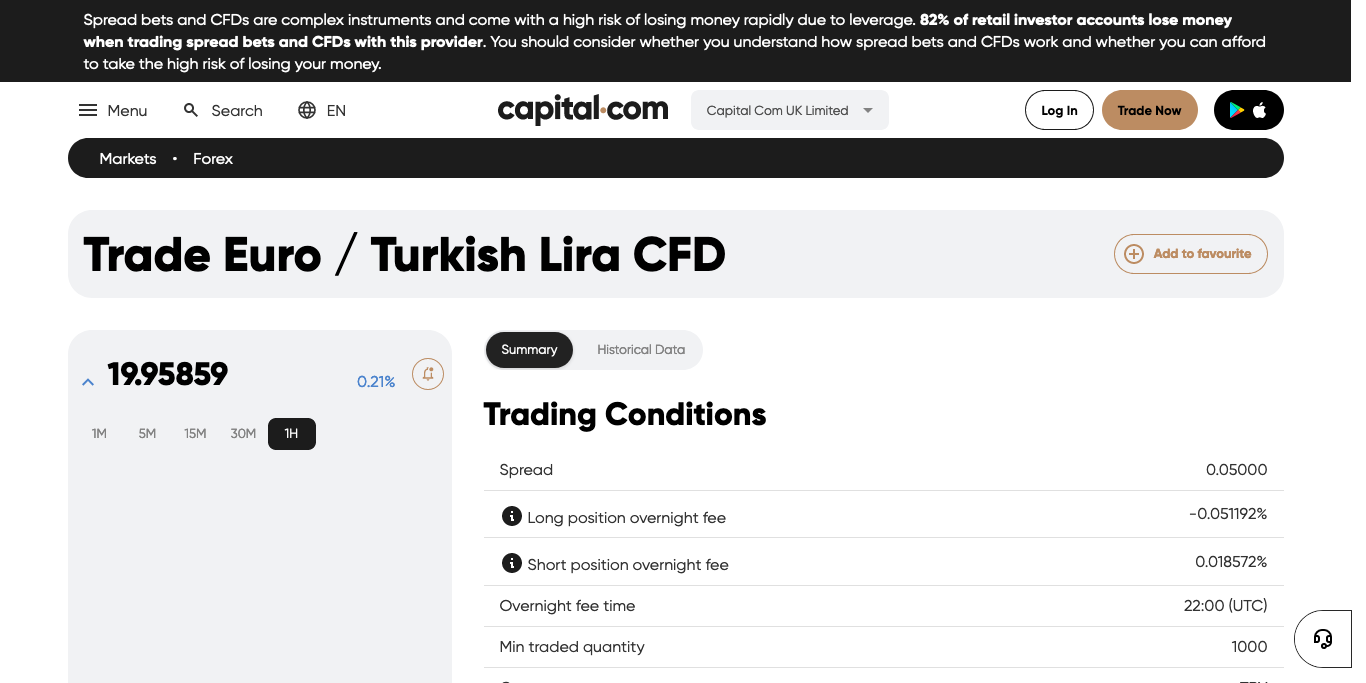 Spread bets and CFDs are complex instruments and come with a high risk of losing money rapidly due to leverage. 82% of retail investor accounts lose money
when trading spread bets and CFDs with this provider. You should consider whether you understand how spread bets and CFDs work and whether you can afford
to take the high risk of losing your money.
Menu Search EN capital.com Capital Com UK Limited Log In Trade Now
Markets • Forex
Trade Euro / Turkish Lira CFD Add to favourite
19.95859 0.21%
1M 5M 15M 30M 1H
Summary Historical Data
Trading Conditions
Spread 0.05000
Long position overnight fee -0.051192%
Short position overnight fee 0.018572%
Overnight fee time 22:00 (UTC)
Min traded quantity 1000